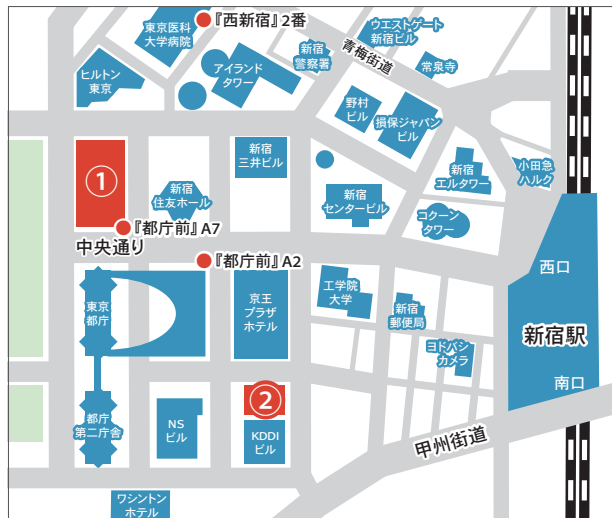 『西新宿』2番
東京医科
大学病院
ウエストゲート
新宿ビル
新宿
警察署
青梅街道
常泉寺
アイランド
タワー
ヒルトン
東京
野村
ビル
損保ジャパン
ビル
新宿
三井ビル
新宿
エルタワー
小田急
ハルク
①
新宿
住友ホール
新宿
センタービル
コクーン
タワー
『都庁前』A7
中央通り
『都庁前』A2
西口
東京
都庁
京王
プラザ
ホテル
工学院
大学
新宿
郵便局
新宿駅
ヨドバシ
カメラ
南口
②
都庁
第二庁舎
NS
ビル
KDDI
ビル
甲州街道
ワシントン
ホテル